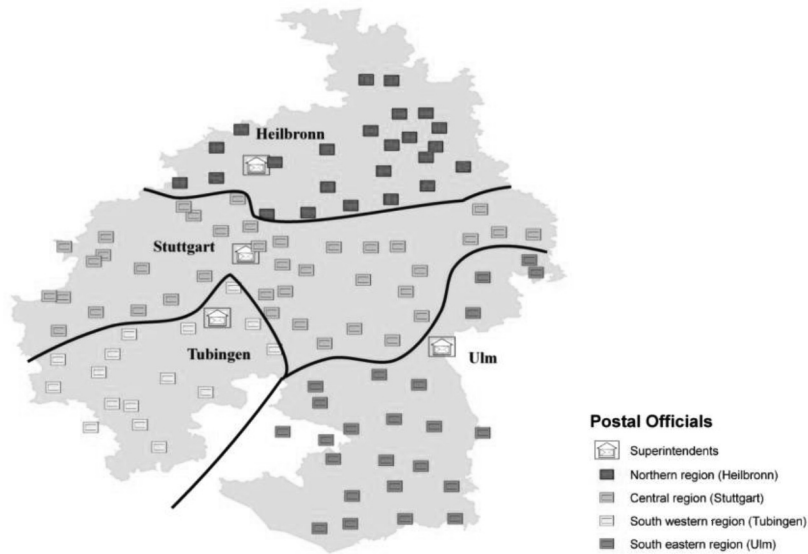 Heilbronn
Stuttgart
Tubingen
Ulm
Postal Officials
Superintendents
Northern region (Heilbronn)
Central region (Stuttgart)
South western region (Tubingen)
South eastern region (Ulm)